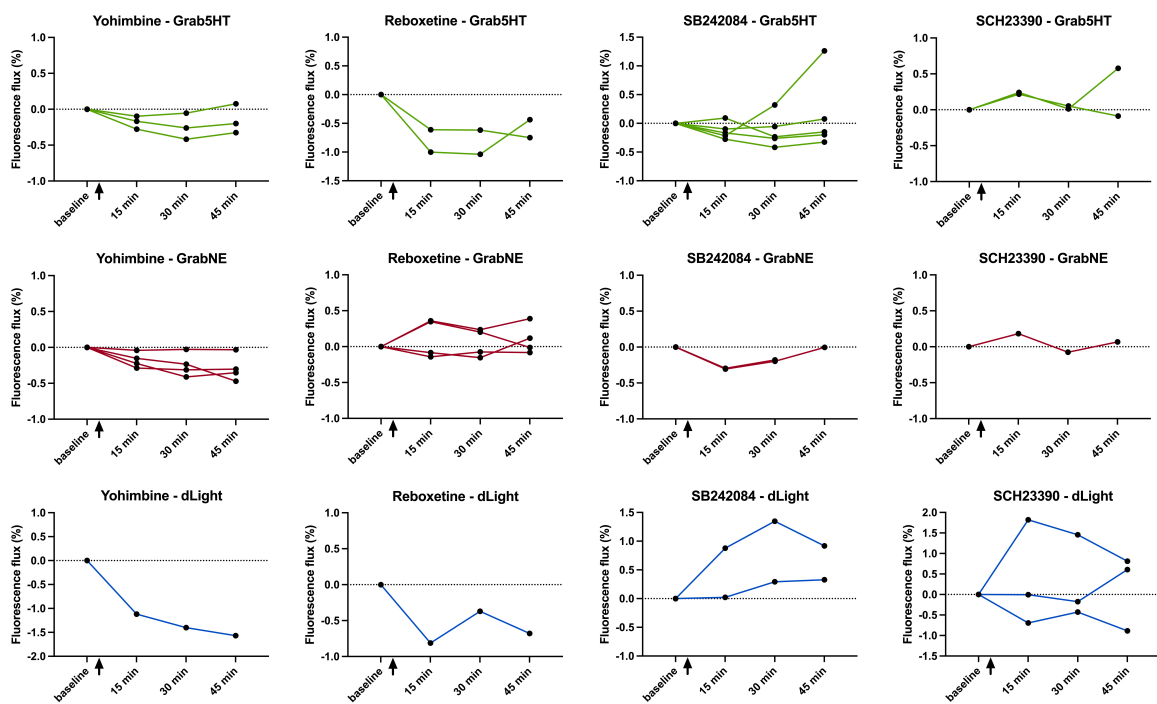 Yohimbine - Grab5HT
Fluorescence flux (%)
1.0
0.5
0.0
-0.5
-1.0
baseline
15 min
30 min
45 min
Reboxetine - Grab5HT
Fluorescence flux (%)
1.0
0.5
0.0
-0.5
-1.0
-1.5
baseline
15 min
30 min
45 min
SB242084 - Grab5HT
Fluorescence flux (%)
1.5
1.0
0.5
0.0
-0.5
-1.0
baseline
15 min
30 min
45 min
SCH23390 - Grab5HT
Fluorescence flux (%)
1.0
0.5
0.0
-0.5
-1.0
baseline
15 min
30 min
45 min
Yohimbine - GrabNE
Fluorescence flux (%)
1.0
0.5
0.0
-0.5
-1.0
baseline
15 min
30 min
45 min
Reboxetine - GrabNE
Fluorescence flux (%)
1.0
0.5
0.0
-0.5
-1.0
baseline
15 min
30 min
45 min
SB242084 - GrabNE
Fluorescence flux (%)
1.0
0.5
0.0
-0.5
-1.0
baseline
15 min
30 min
45 min
SCH23390 - GrabNE
Fluorescence flux (%)
1.0
0.5
0.0
-0.5
-1.0
baseline
15 min
30 min
45 min
Yohimbine - dLight
Fluorescence flux (%)
1.0
0.5
0.0
-0.5
-1.0
-1.5
-2.0
baseline
15 min
30 min
45 min
Reboxetine - dLight
Fluorescence flux (%)
1.0
0.5
0.0
-0.5
-1.0
baseline
15 min
30 min
45 min
SB242084 - dLight
Fluorescence flux (%)
1.5
1.0
0.5
0.0
-0.5
-1.0
baseline
15 min
30 min
45 min
SCH23390 - dLight
Fluorescence flux (%)
2.0
1.5
1.0
0.5
0.0
-0.5
-1.0
-1.5
baseline
15 min
30 min
45 min